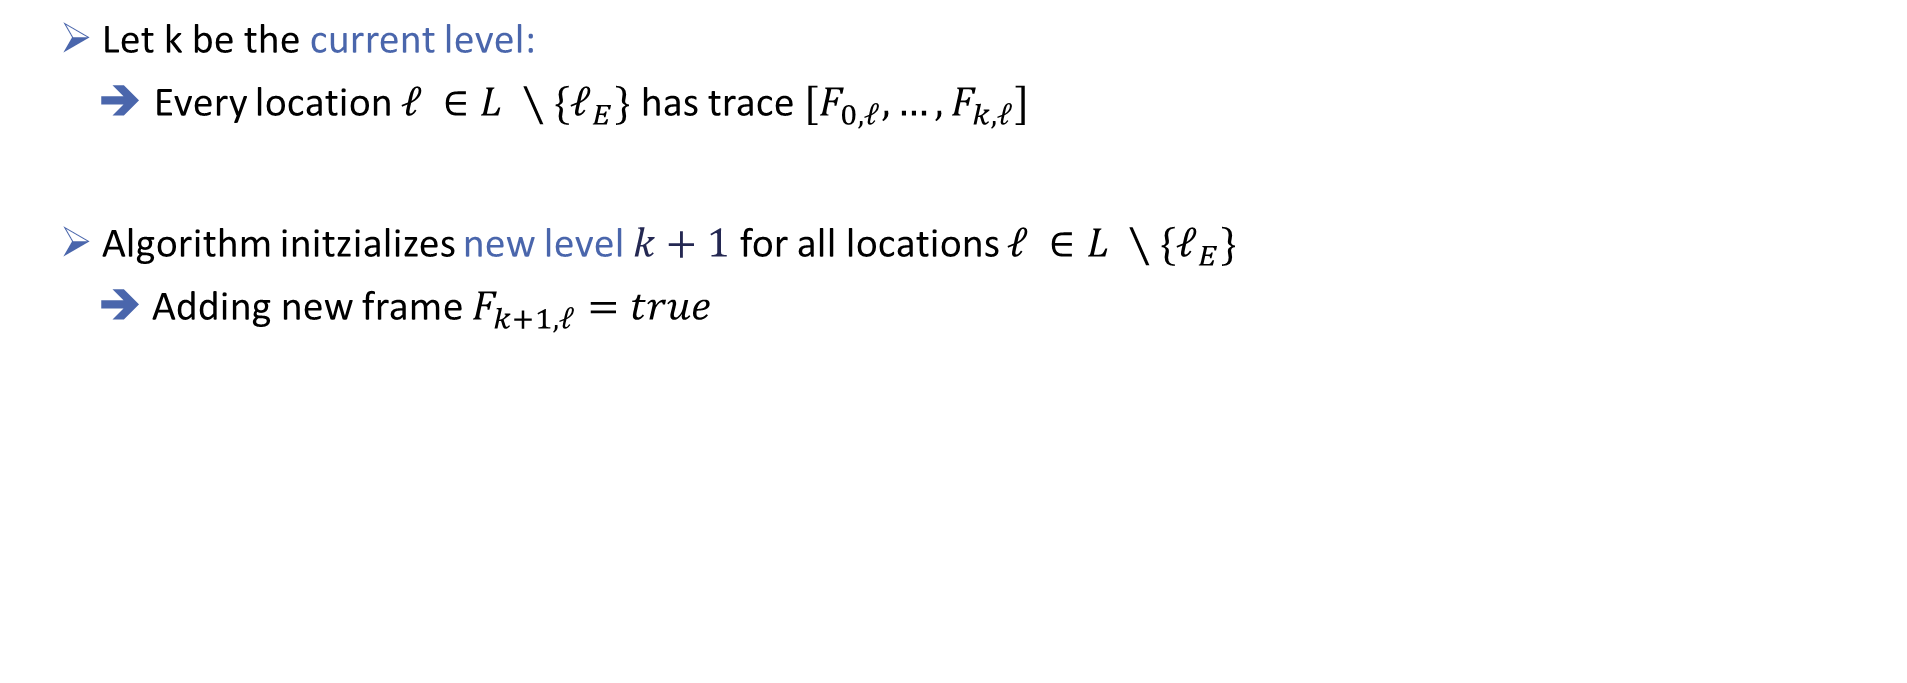 ➢ Let k be the current level:
➔ Every location ℓ ∈ L \ {ℓ_E} has trace [F_{0,ℓ}, … , F_{k,ℓ}]
➢ Algorithm initzializes new level k + 1 for all locations ℓ ∈ L \ {ℓ_E}
➔ Adding new frame F_{k+1,ℓ} = true